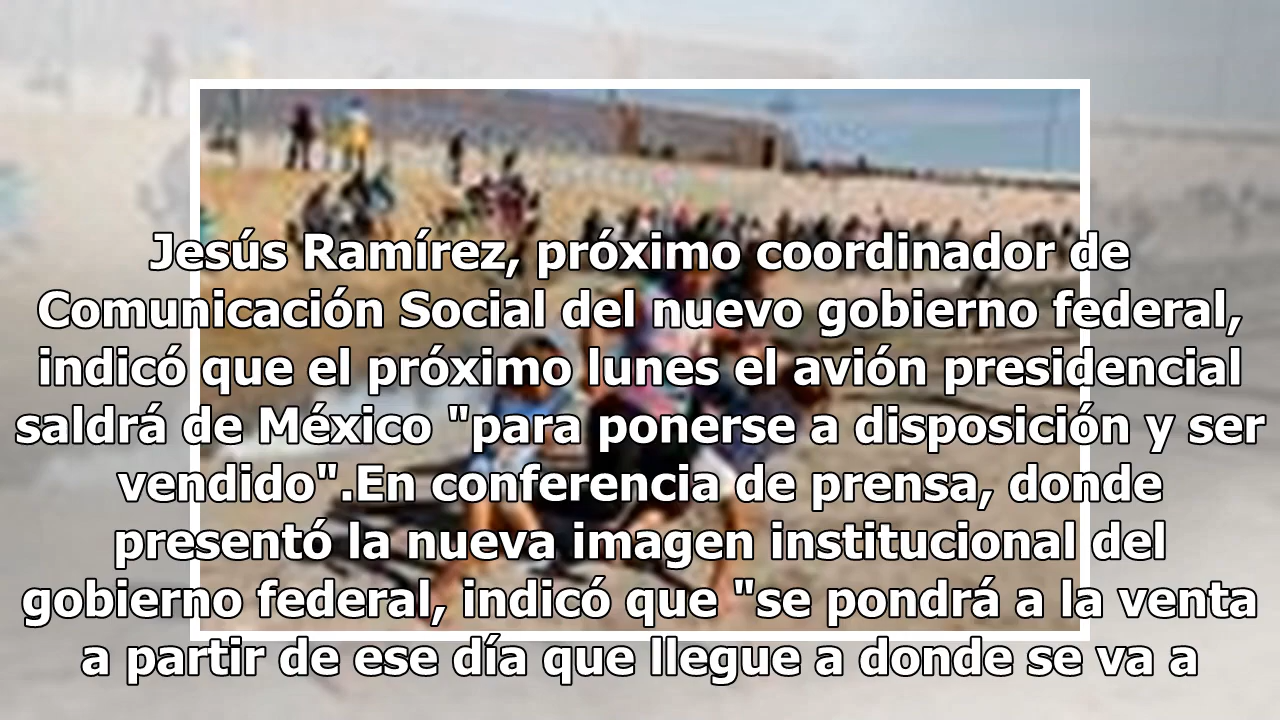 Jesús Ramírez, próximo coordinador de
Comunicación Social del nuevo gobierno federal,
indicó que el próximo lunes el avión presidencial
saldrá de México "para ponerse a disposición y ser
vendido".En conferencia de prensa, donde
presentó la nueva imagen institucional del
gobierno federal, indicó que "se pondrá a la venta
a partir de ese día que llegue a donde se va a